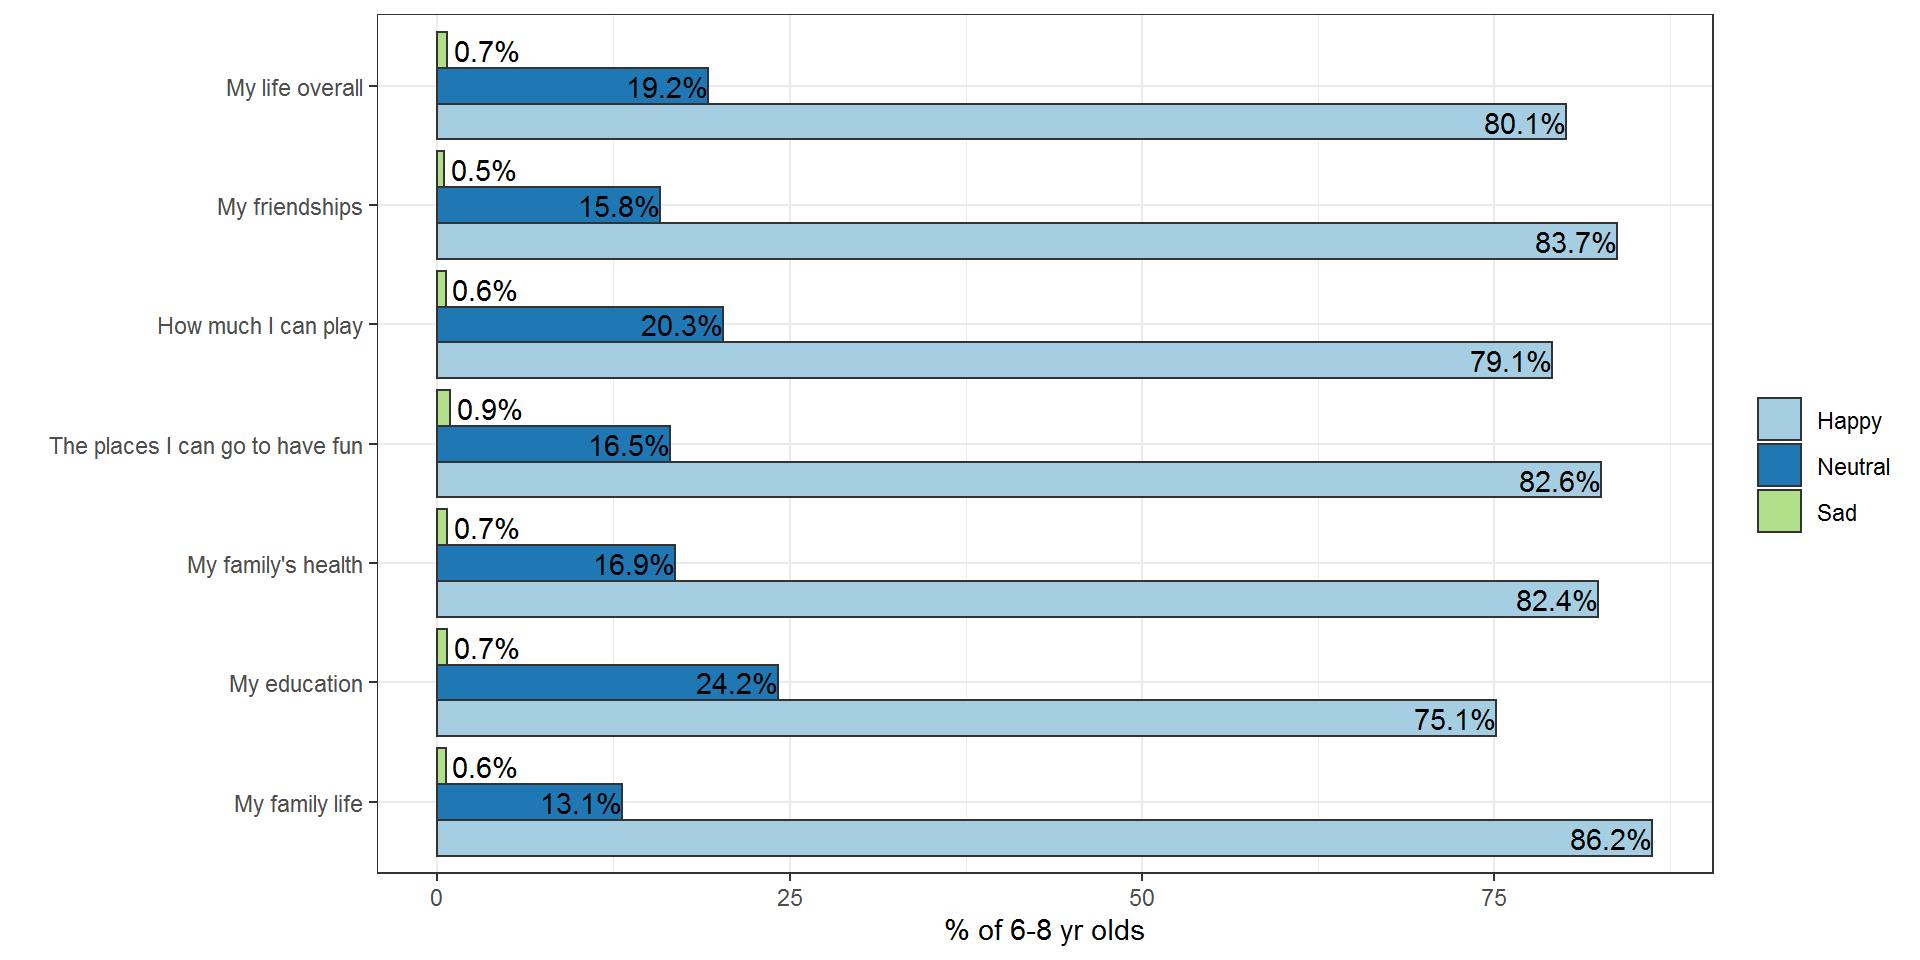 My life overall
0.7%
19.2%
80.1%
My friendships
0.5%
15.8%
83.7%
How much I can play
0.6%
20.3%
79.1%
The places I can go to have fun
0.9%
16.5%
82.6%
My family's health
0.7%
16.9%
82.4%
My education
0.7%
24.2%
75.1%
My family life
0.6%
13.1%
86.2%
0 25 50 75
% of 6-8 yr olds
Happy
Neutral
Sad